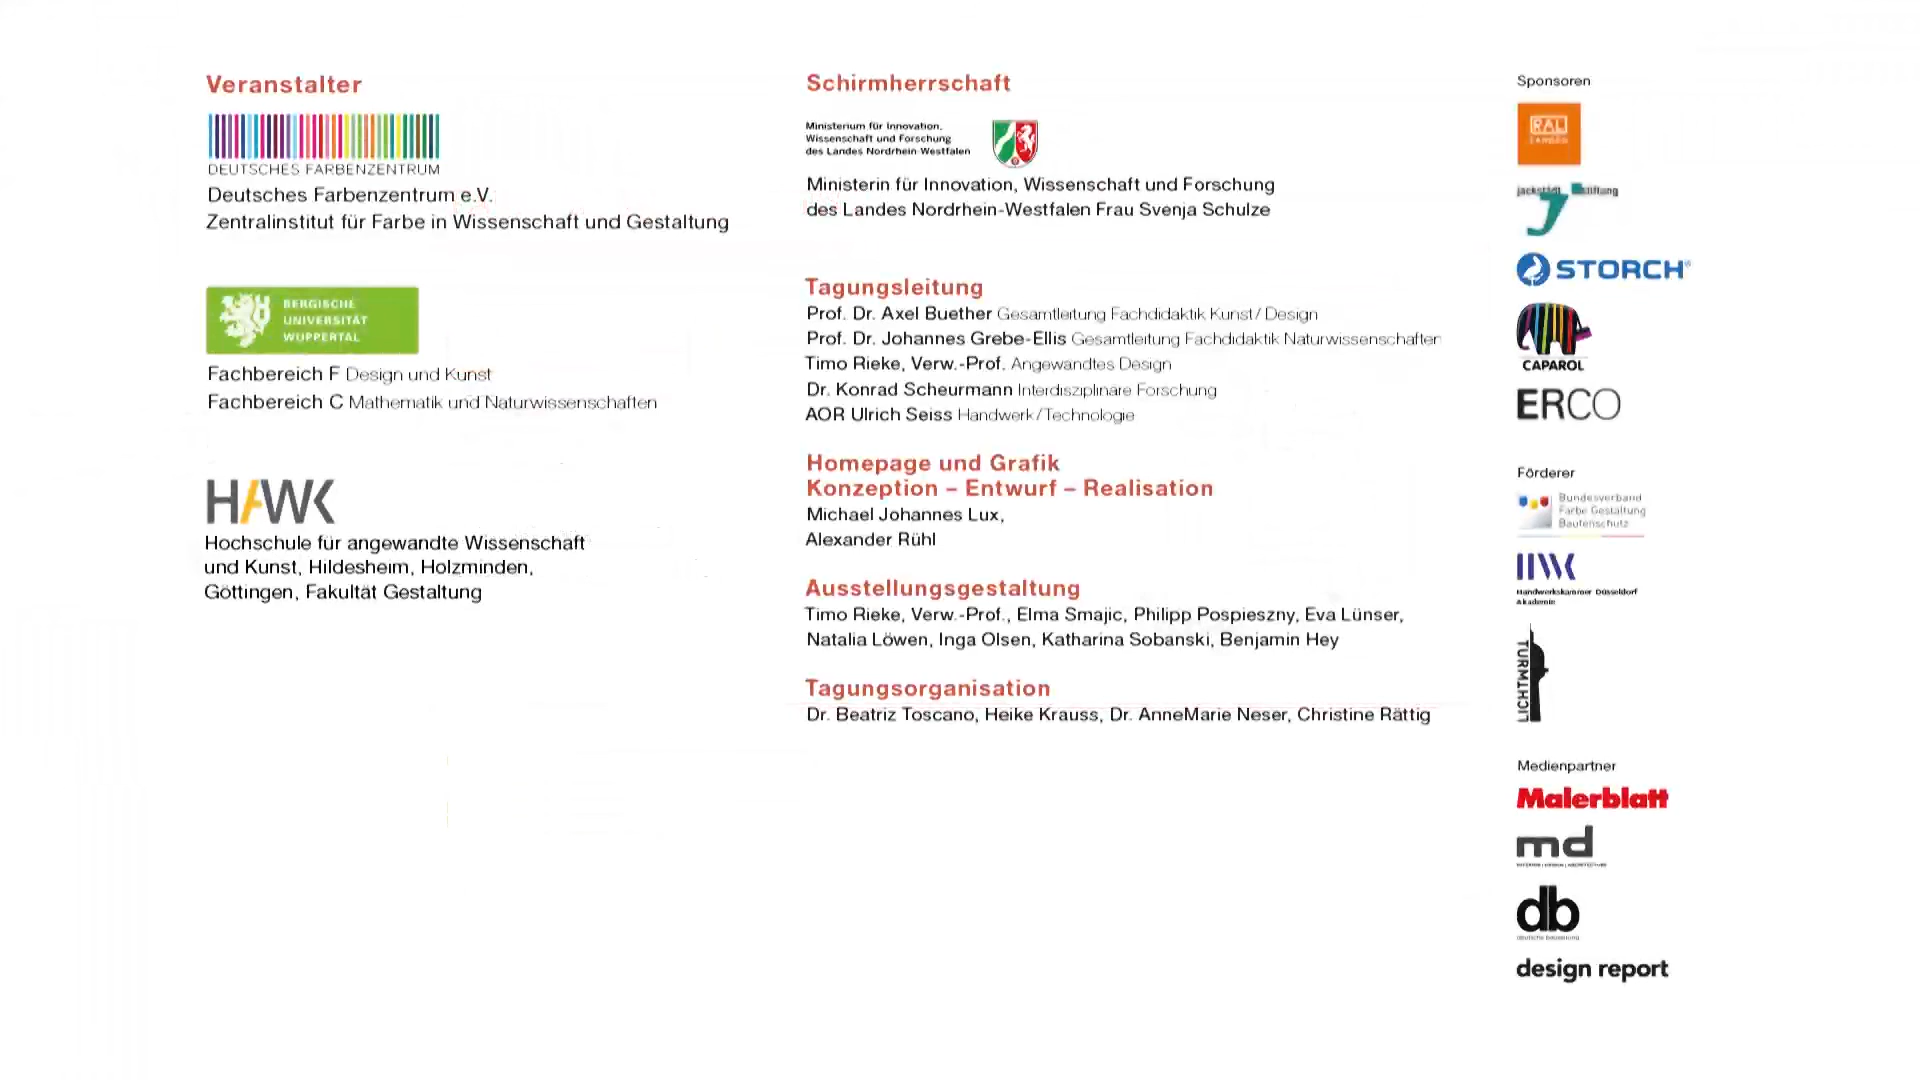 Veranstalter
DEUTSCHES FARBENZENTRUM
Deutsches Farbenzentrum e.V.
Zentralinstitut für Farbe in Wissenschaft und Gestaltung
BERGISCHE
UNIVERSITÄT
WUPPERTAL
Fachbereich F Design und Kunst
Fachbereich C Mathematik und Naturwissenschaften
HAWK
Hochschule für angewandte Wissenschaft
und Kunst, Hildesheim, Holzminden,
Göttingen, Fakultät Gestaltung
Schirmherrschaft
Ministerium für Innovation,
Wissenschaft und Forschung
des Landes Nordrhein-Westfalen
Ministerin für Innovation, Wissenschaft und Forschung
des Landes Nordrhein-Westfalen Frau Svenja Schulze
Tagungsleitung
Prof. Dr. Axel Buether Gesamtleitung Fachdidaktik Kunst/Design
Prof. Dr. Johannes Grebe-Ellis Gesamtleitung Fachdidaktik Naturwissenschaften
Timo Rieke, Verw.-Prof. Angewandtes Design
Dr. Konrad Scheurmann Interdisziplinäre Forschung
AOR Ulrich Seiss Handwerk/Technologie
Homepage und Grafik
Konzeption – Entwurf – Realisation
Michael Johannes Lux,
Alexander Rühl
Ausstellungsgestaltung
Timo Rieke, Verw.-Prof., Elma Smajic, Philipp Pospieszny, Eva Lünser,
Natalia Löwen, Inga Olsen, Katharina Sobanski, Benjamin Hey
Tagungsorganisation
Dr. Beatriz Toscano, Heike Krauss, Dr. AnneMarie Neser, Christine Rättig
Sponsoren
RAL
jackstädt stiftung
STORCH
CAPAROL
ERCO
Förderer
Bundesverband
Farbe Gestaltung
Bautenschutz
Handwerkskammer Düsseldorf
Akademie
LICHTTURM
Medienpartner
Malerblatt
md
db
design report